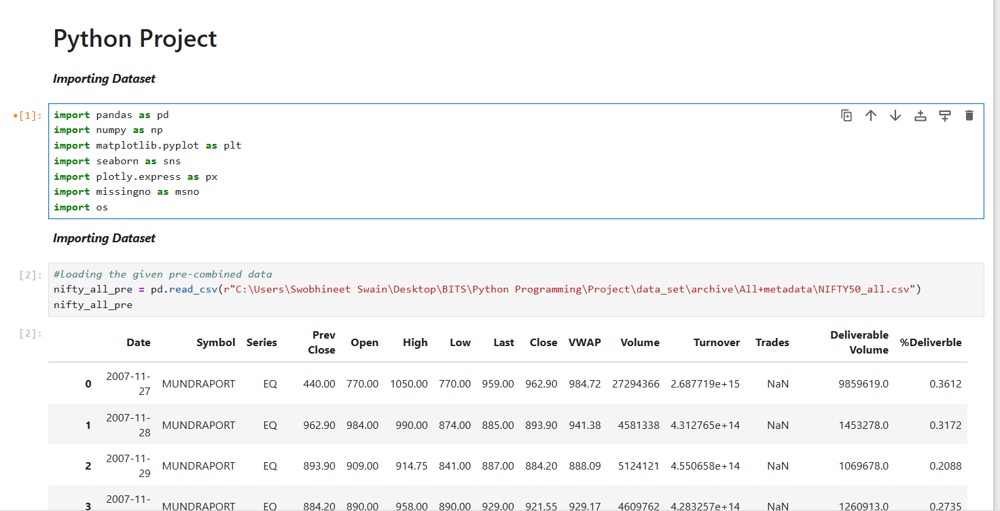 Python Project
Importing Dataset
•[1]:
import pandas as pd
import numpy as np
import matplotlib.pyplot as plt
import seaborn as sns
import plotly.express as px
import missingno as msno
import os
Importing Dataset
[2]:
#loading the given pre-combined data
nifty_all_pre = pd.read_csv(r"C:\Users\Swobhineet Swain\Desktop\BITS\Python Programming\Project\data_set\archive\All+metadata\NIFTY50_all.csv")
nifty_all_pre
[2]:
Date Symbol Series Prev Close Open High Low Last Close VWAP Volume Turnover Trades Deliverable Volume %Deliverble
0 2007-11-27 MUNDRAPORT EQ 440.00 770.00 1050.00 770.00 959.00 962.90 984.72 27294366 2.687719e+15 NaN 9859619.0 0.3612
1 2007-11-28 MUNDRAPORT EQ 962.90 984.00 990.00 874.00 885.00 893.90 941.38 4581338 4.312765e+14 NaN 1453278.0 0.3172
2 2007-11-29 MUNDRAPORT EQ 893.90 909.00 914.75 841.00 887.00 884.20 888.09 5124121 4.550658e+14 NaN 1069678.0 0.2088
3 2007-11- MUNDRAPORT EQ 884.20 890.00 958.00 890.00 929.00 921.55 929.17 4609762 4.283257e+14 NaN 1260913.0 0.2735